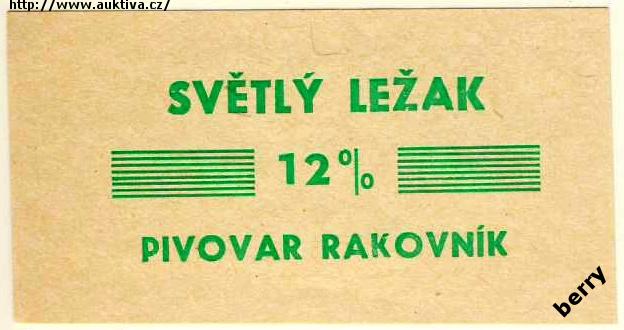 http://www.auktiva.cz/
SVĚTLÝ LEŽAK
12%
PIVOVAR RAKOVNÍK
berry